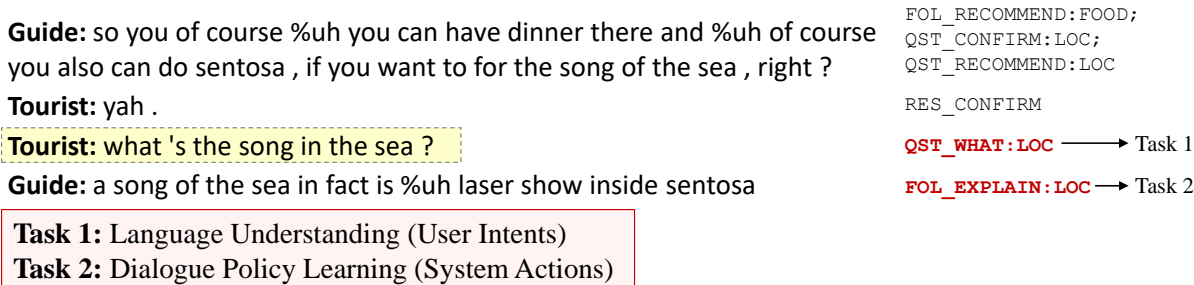 Guide: so you of course %uh you can have dinner there and %uh of course
you also can do sentosa , if you want to for the song of the sea , right ?
FOL_RECOMMEND:FOOD;
QST_CONFIRM:LOC;
QST_RECOMMEND:LOC
Tourist: yah .
RES_CONFIRM
Tourist: what 's the song in the sea ?
QST_WHAT:LOC
Task 1
Guide: a song of the sea in fact is %uh laser show inside sentosa
FOL_EXPLAIN:LOC
Task 2
Task 1: Language Understanding (User Intents)
Task 2: Dialogue Policy Learning (System Actions)